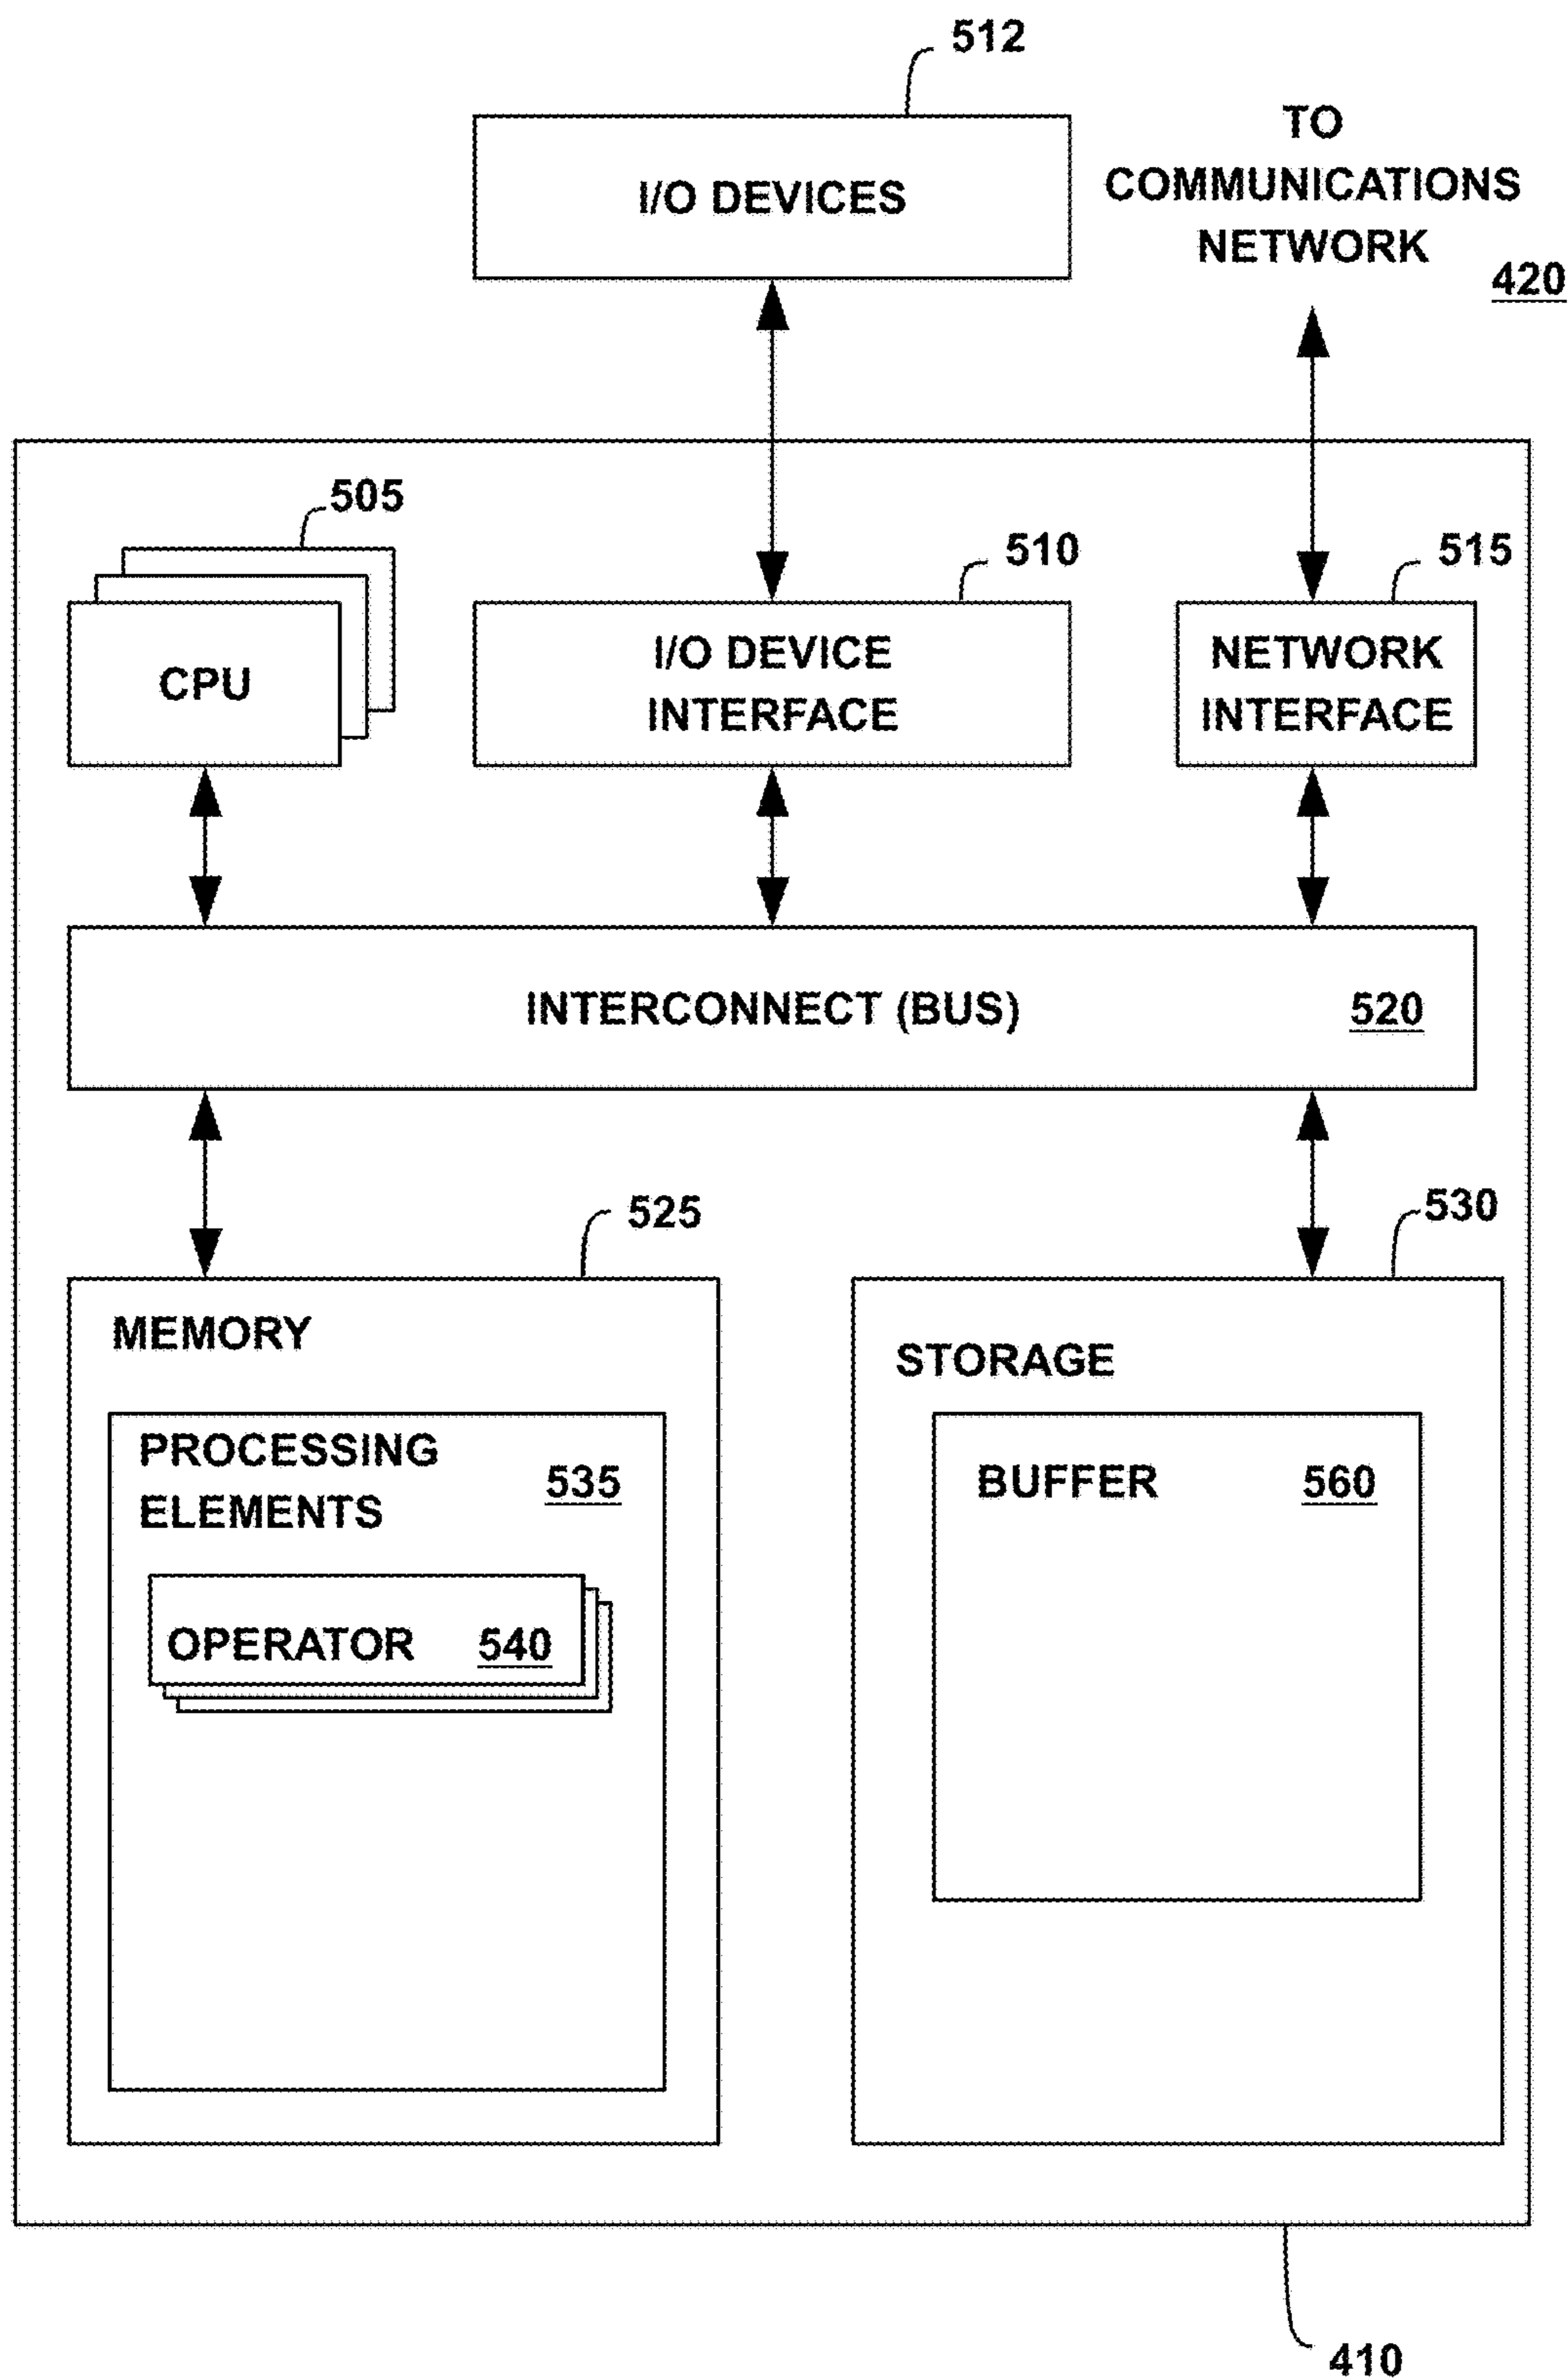 512
I/O DEVICES
TO
COMMUNICATIONS
NETWORK
420
505
510
515
CPU
I/O DEVICE
INTERFACE
NETWORK
INTERFACE
INTERCONNECT (BUS) 520
525
530
MEMORY
STORAGE
PROCESSING
ELEMENTS
535
OPERATOR 540
BUFFER 560
410